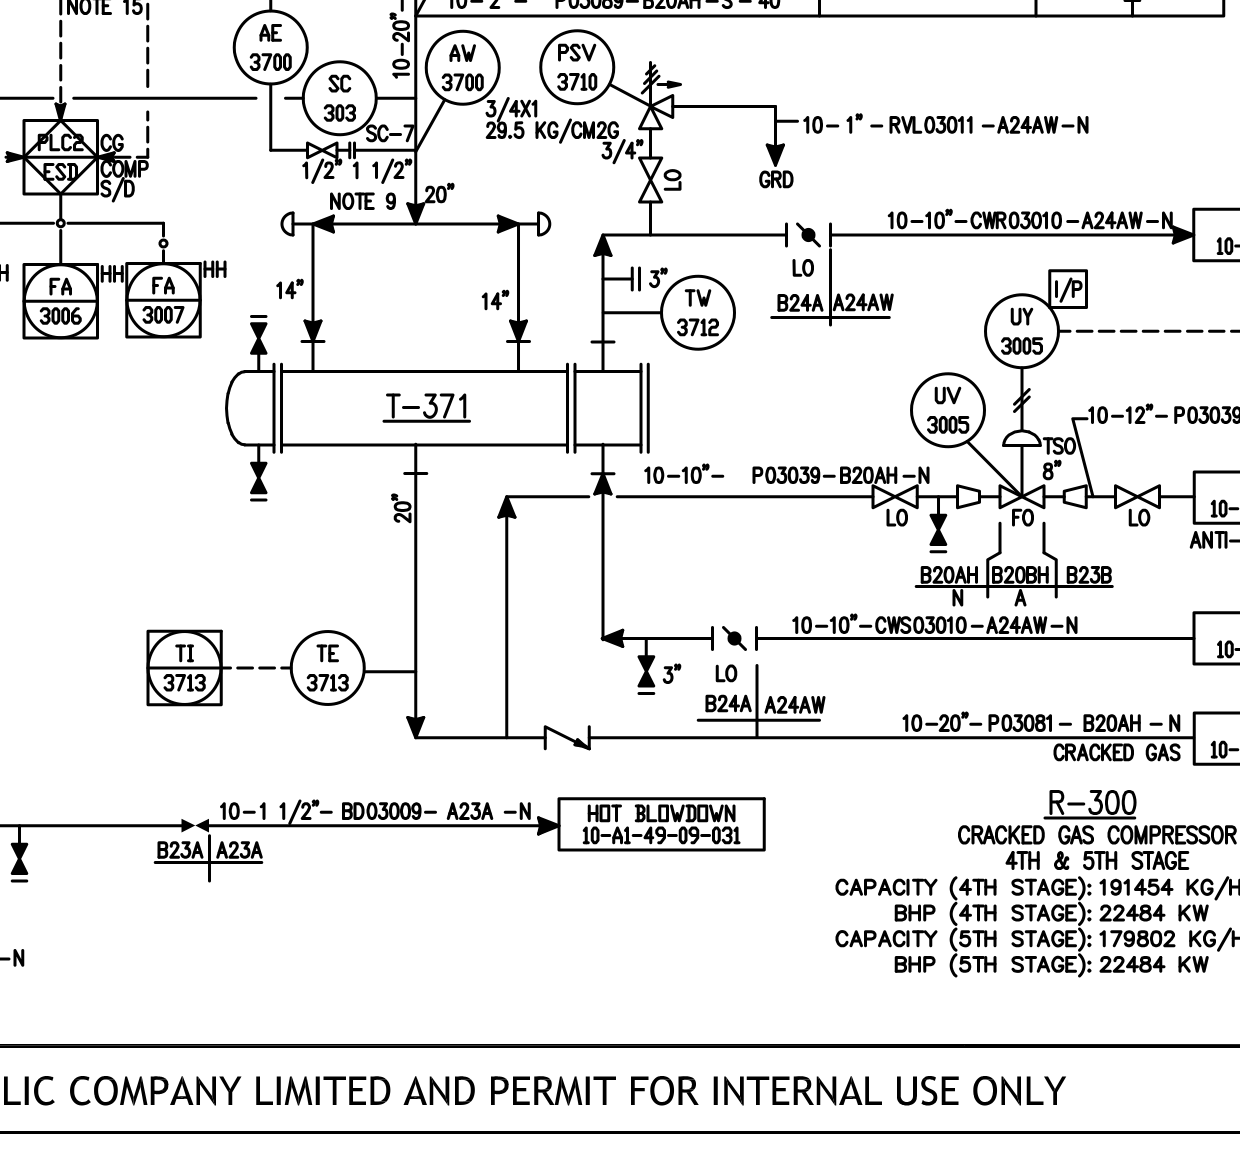 NOTE 15
10-2"- P03089-B20AH-S-40
10-20"
AE
3700
SC
303
AW
3700
PSV
3710
3/4X1
29.5 KG/CM2G
3/4"
LO
GRD
10-1"-RVL03011-A24AW-N
PLC2
ESD
CG
COMP
S/D
SC-7
1/2" 1 1/2"
NOTE 9
20"
10-10"-CWR03010-A24AW-N
10-
LO
B24A A24AW
H
FA
3006
HH
FA
3007
HH
14"
14"
3"
TW
3712
I/P
UY
3005
UV
3005
T-371
10-12"-P03039
TSO
8"
10-10"- P03039-B20AH-N
LO
FO
LO
10-
ANTI-
20"
B20AH B20BH B23B
N A
10-10"-CWS03010-A24AW-N
10-
TI
3713
TE
3713
3"
LO
B24A A24AW
10-20"-P03081- B20AH -N
CRACKED GAS
10-
10-1 1/2"- BD03009- A23A -N
HOT BLOWDOWN
10-A1-49-09-031
B23A A23A
R-300
CRACKED GAS COMPRESSOR
4TH & 5TH STAGE
CAPACITY (4TH STAGE): 191454 KG/H
BHP (4TH STAGE): 22484 KW
CAPACITY (5TH STAGE): 179802 KG/H
BHP (5TH STAGE): 22484 KW
-N
LIC COMPANY LIMITED AND PERMIT FOR INTERNAL USE ONLY